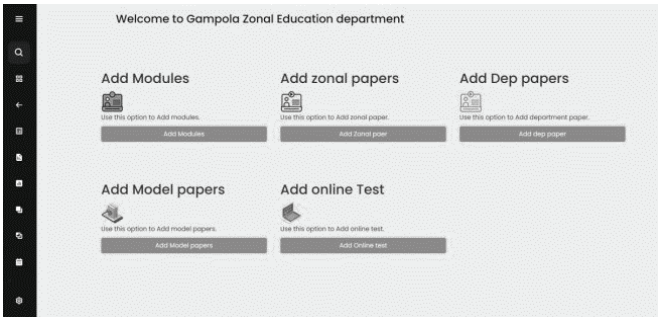 Welcome to Gampola Zonal Education department
Add Modules
Use this option to Add modules.
Add Modules
Add zonal papers
Use this option to Add zonal paper.
Add Zonal paer
Add Dep papers
Use this option to Add department paper.
Add dep paper
Add Model papers
Use this option to Add model papers.
Add Model papers
Add online Test
Use this option to Add online test.
Add Online test